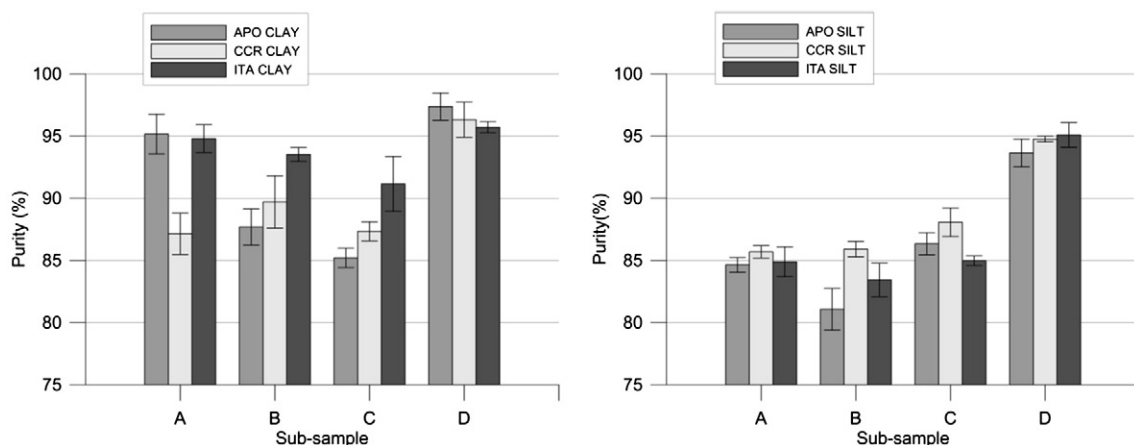 APO CLAY
CCR CLAY
ITA CLAY
100
95
90
85
80
75
Purity (%)
A B C D
Sub-sample
APO SILT
CCR SILT
ITA SILT
100
95
90
85
80
75
Purity(%)
A B C D
Sub-sample